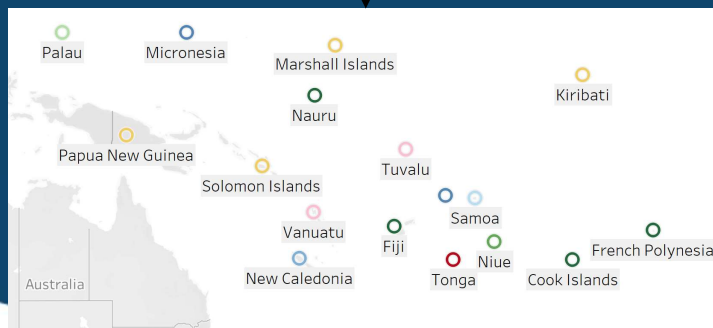 Palau
Micronesia
Marshall Islands
Kiribati
Nauru
Papua New Guinea
Tuvalu
Solomon Islands
Samoa
Vanuatu
Fiji
French Polynesia
Niue
New Caledonia
Tonga
Cook Islands
Australia